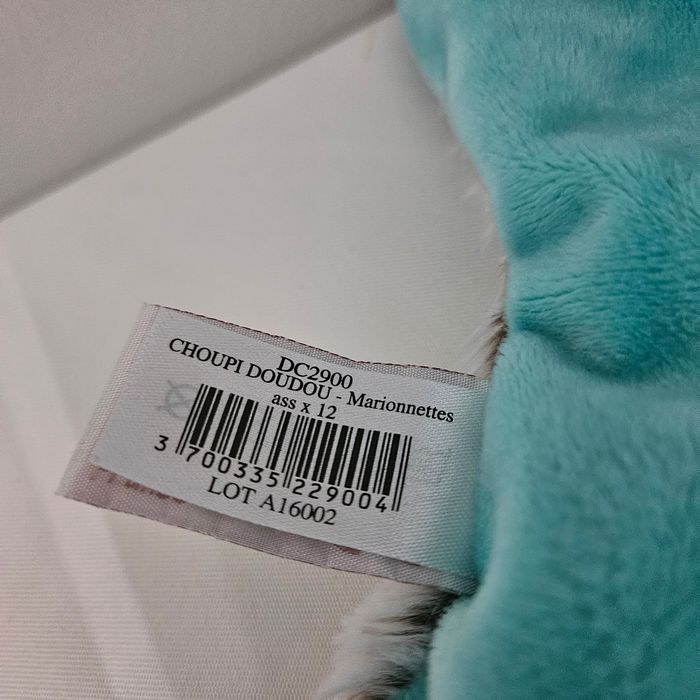 DC2900
CHOUPI DOUDOU - Marionnettes
ass x 12
3 700335 229004
LOT A16002